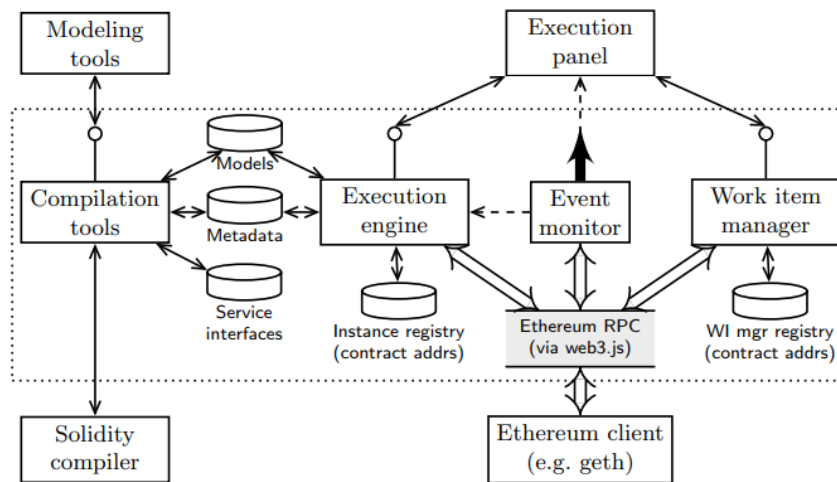 Modeling
tools
Execution
panel
Models
Compilation
tools
Metadata
Execution
engine
Event
monitor
Work item
manager
Service
interfaces
Instance registry
(contract addrs)
Ethereum RPC
(via web3.js)
WI mgr registry
(contract addrs)
Solidity
compiler
Ethereum client
(e.g. geth)